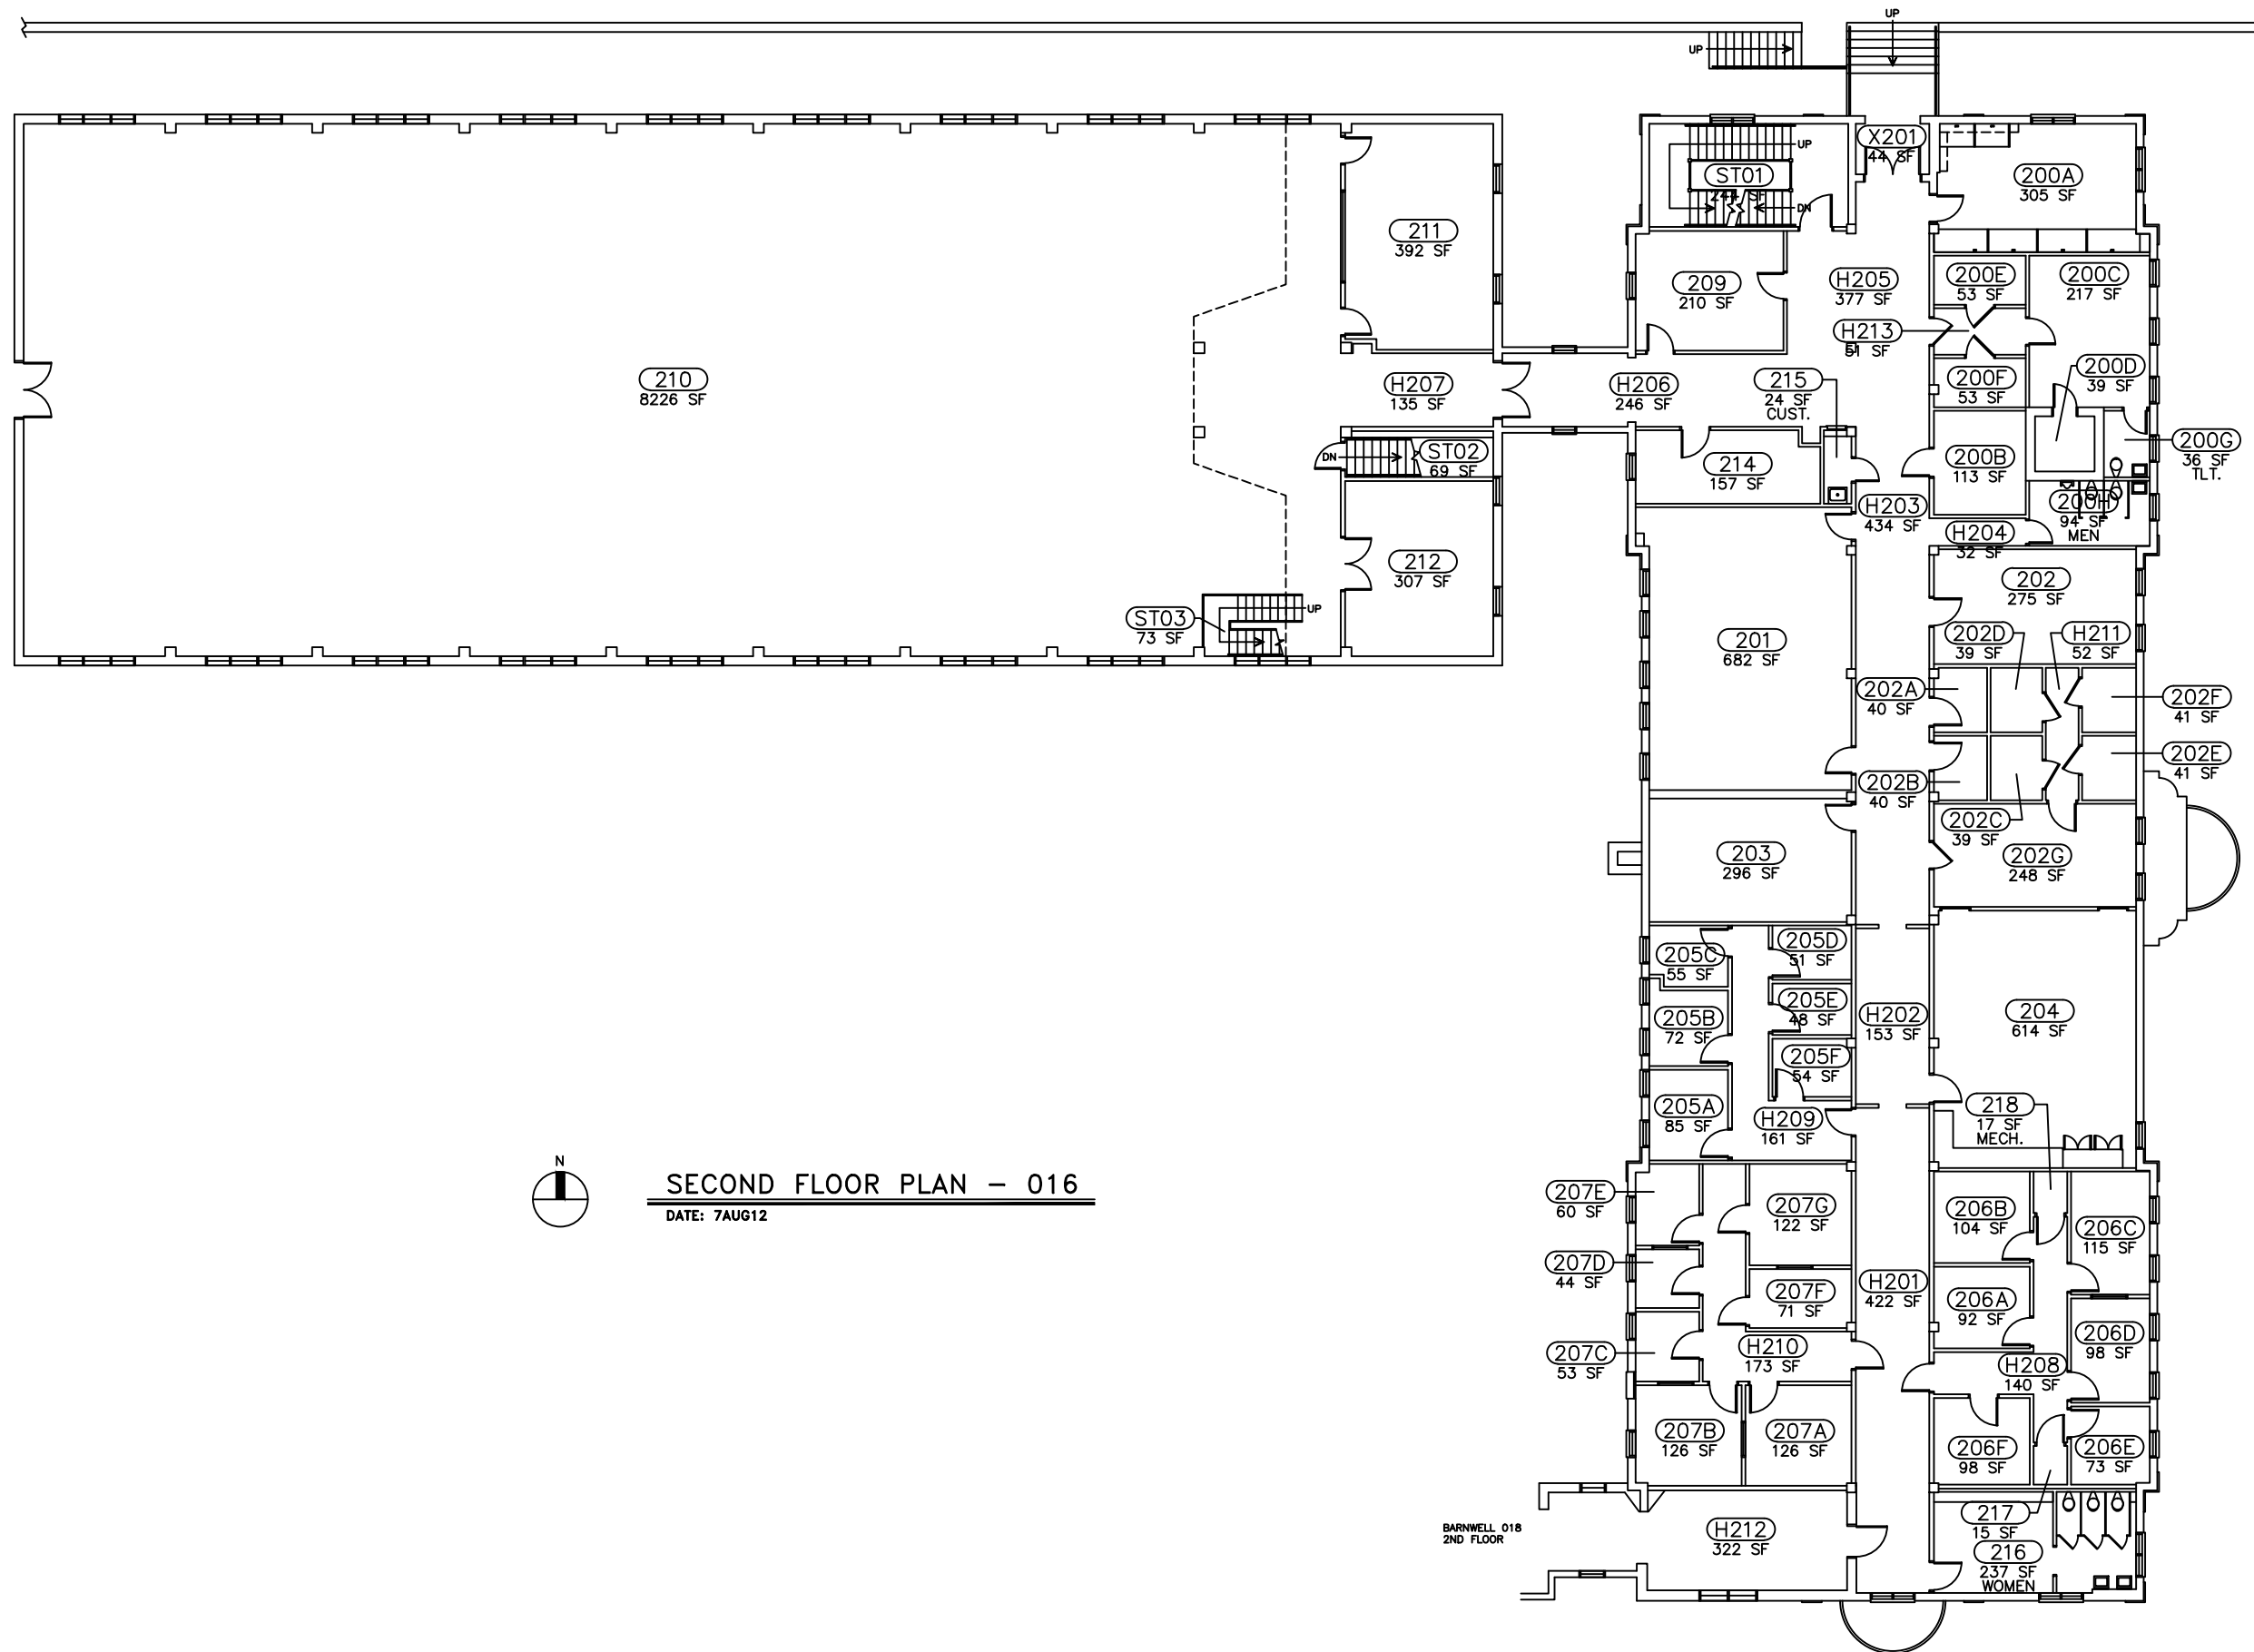 UP
UP
X201
44 SF
UP
ST01
244 SF
DN
200A
305 SF
211
392 SF
209
210 SF
H205
377 SF
200E
53 SF
200C
217 SF
H213
51 SF
210
8226 SF
H207
135 SF
H206
246 SF
215
24 SF
CUST.
200F
53 SF
200D
39 SF
DN
ST02
69 SF
214
157 SF
200B
113 SF
200G
36 SF
TLT.
H203
434 SF
200H
94 SF
MEN
H204
32 SF
212
307 SF
202
275 SF
UP
ST03
73 SF
201
682 SF
202D
39 SF
H211
52 SF
202A
40 SF
202F
41 SF
202E
41 SF
202B
40 SF
202C
39 SF
203
296 SF
202G
248 SF
205C
55 SF
205D
51 SF
205E
48 SF
205B
72 SF
H202
153 SF
204
614 SF
205F
54 SF
205A
85 SF
H209
161 SF
218
17 SF
MECH.
N
SECOND FLOOR PLAN - 016
DATE: 7AUG12
207E
60 SF
207G
122 SF
206B
104 SF
206C
115 SF
207D
44 SF
207F
71 SF
H201
422 SF
206A
92 SF
206D
98 SF
207C
53 SF
H210
173 SF
H208
140 SF
207B
126 SF
207A
126 SF
206F
98 SF
206E
73 SF
BARNWELL 018
2ND FLOOR
H212
322 SF
217
15 SF
216
237 SF
WOMEN